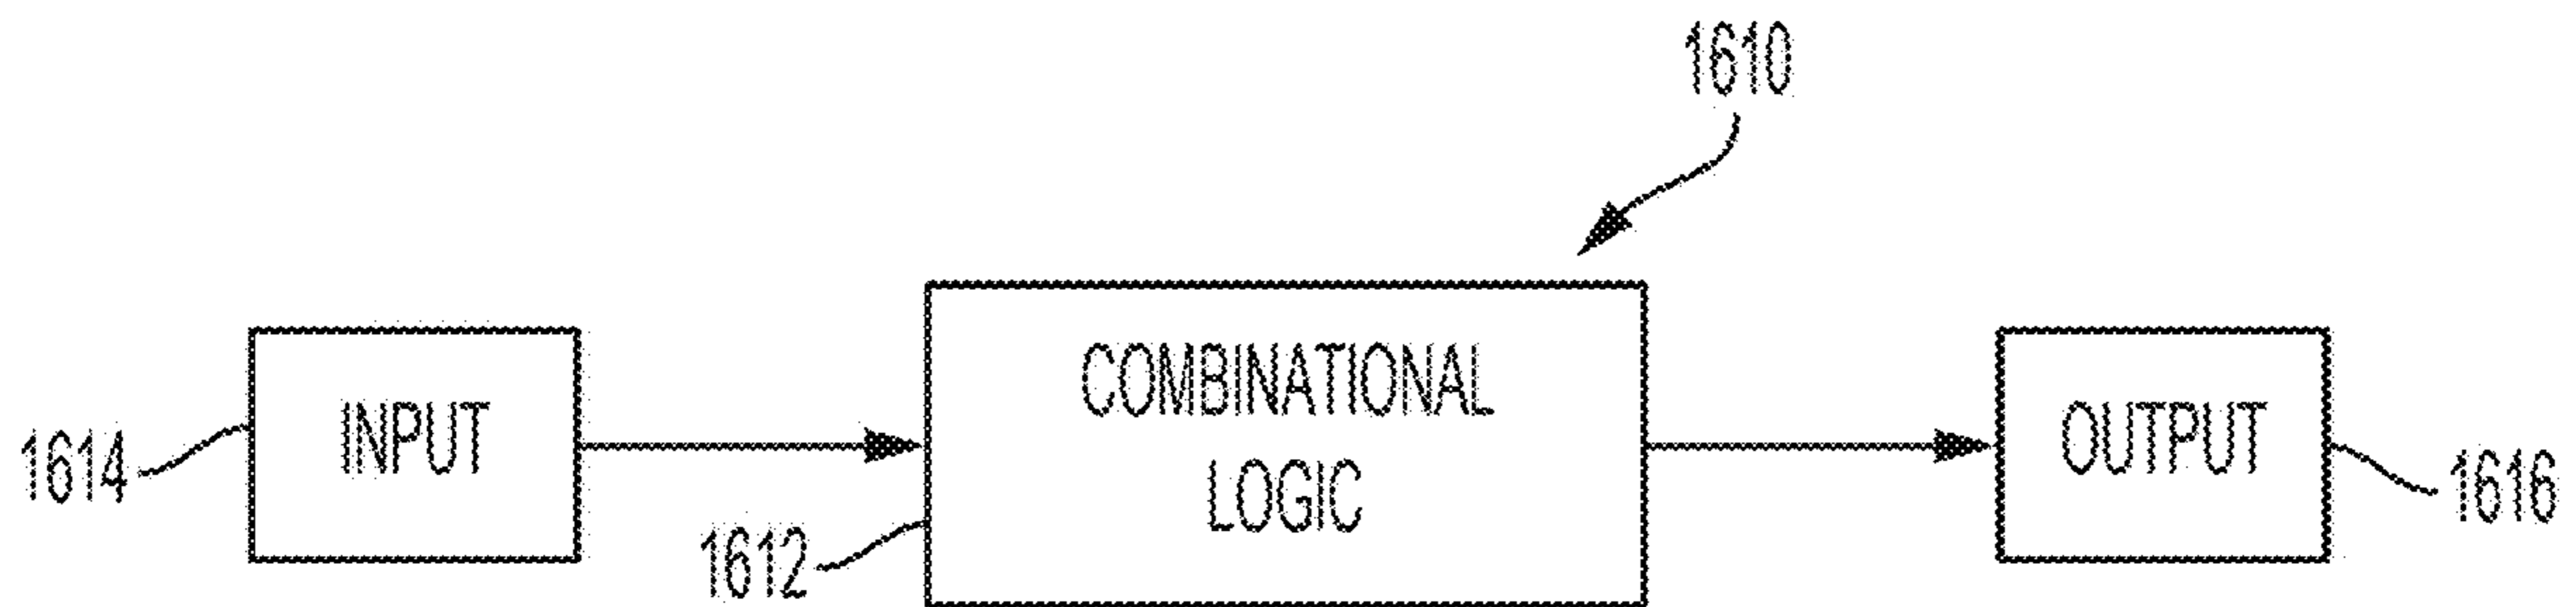 1610
INPUT
COMBINATIONAL
LOGIC
OUTPUT
1614
1612
1616